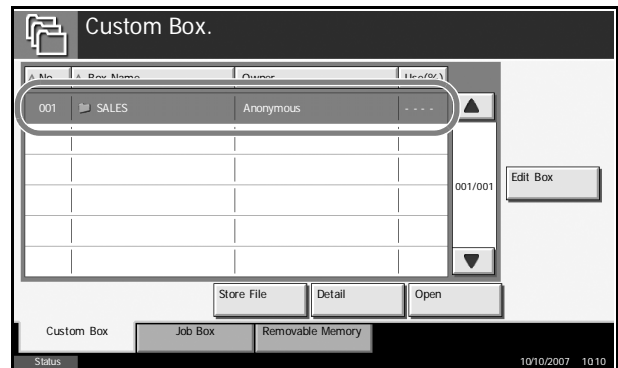 Custom Box.
No. Box Name Owner Use(%)
001 SALES Anonymous - - - -
001/001
Edit Box
Store File Detail Open
Custom Box Job Box Removable Memory
Status 10/10/2007 10:10